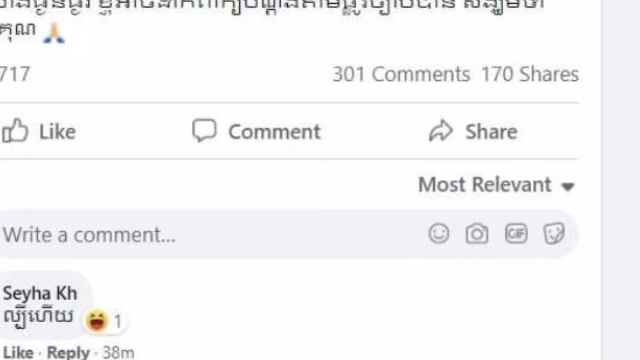 គុណ 🙏
717
301 Comments 170 Shares
Like
Comment
Share
Most Relevant
Write a comment...
GIF
Seyha Kh
ល្បីហើយ
1
Like · Reply · 38m